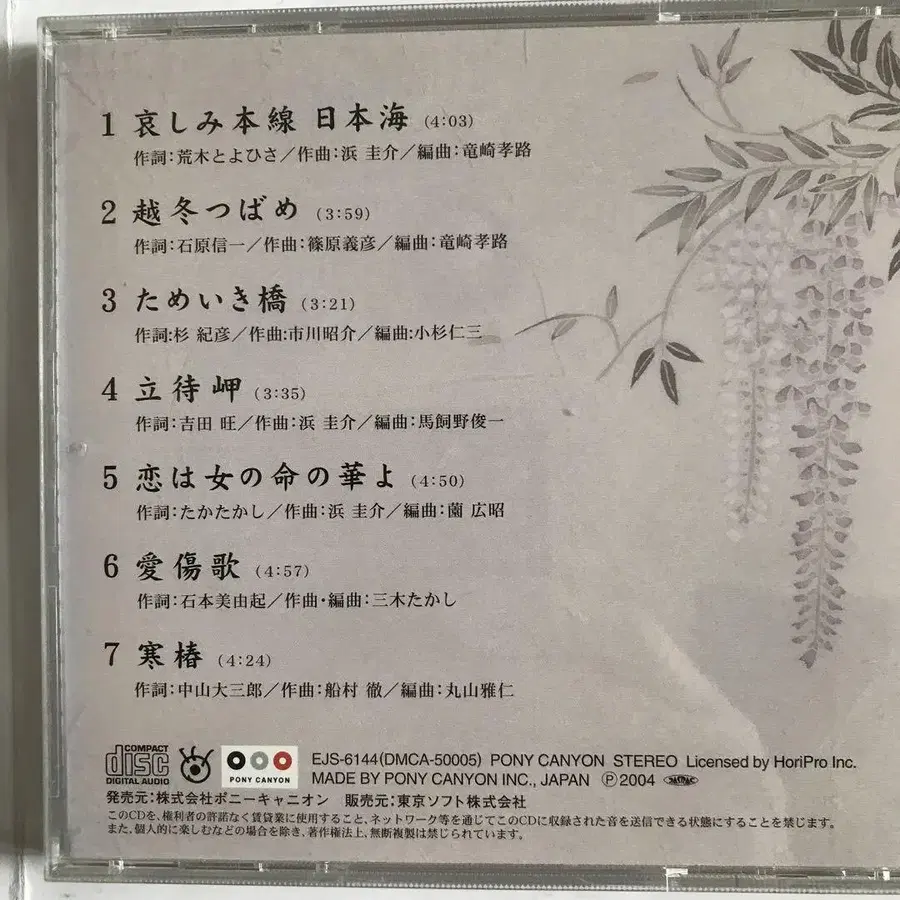 1 哀しみ本線 日本海 (4:03)
作詞:荒木とよひさ/作曲:浜 圭介/編曲:竜崎孝路
2 越冬つばめ (3:59)
作詞:石原信一/作曲:篠原義彦/編曲:竜崎孝路
3 ためいき橋 (3:21)
作詞:杉 紀彦/作曲:市川昭介/編曲:小杉仁三
4 立待岬 (3:35)
作詞:吉田 旺/作曲:浜 圭介/編曲:馬飼野俊一
5 恋は女の命の華よ (4:50)
作詞:たかたかし/作曲:浜 圭介/編曲:薗 広昭
6 愛傷歌 (4:57)
作詞:石本美由起/作曲・編曲:三木たかし
7 寒椿 (4:24)
作詞:中山大三郎/作曲:船村 徹/編曲:丸山雅仁
COMPACT disc DIGITAL AUDIO
PONY CANYON
EJS-6144(DMCA-50005) PONY CANYON STEREO Licensed by HoriPro Inc.
MADE BY PONY CANYON INC., JAPAN Ⓟ2004
発売元:株式会社ポニーキャニオン 販売元:東京ソフト株式会社
このCDを、権利者の許諾なく賃貸業に使用すること、ネットワーク等を通じてこのCDに収録された音を送信できる状態にすることを禁じます。
また、個人的に楽しむなどの場合を除き、著作権法上、無断複製は禁じられています。